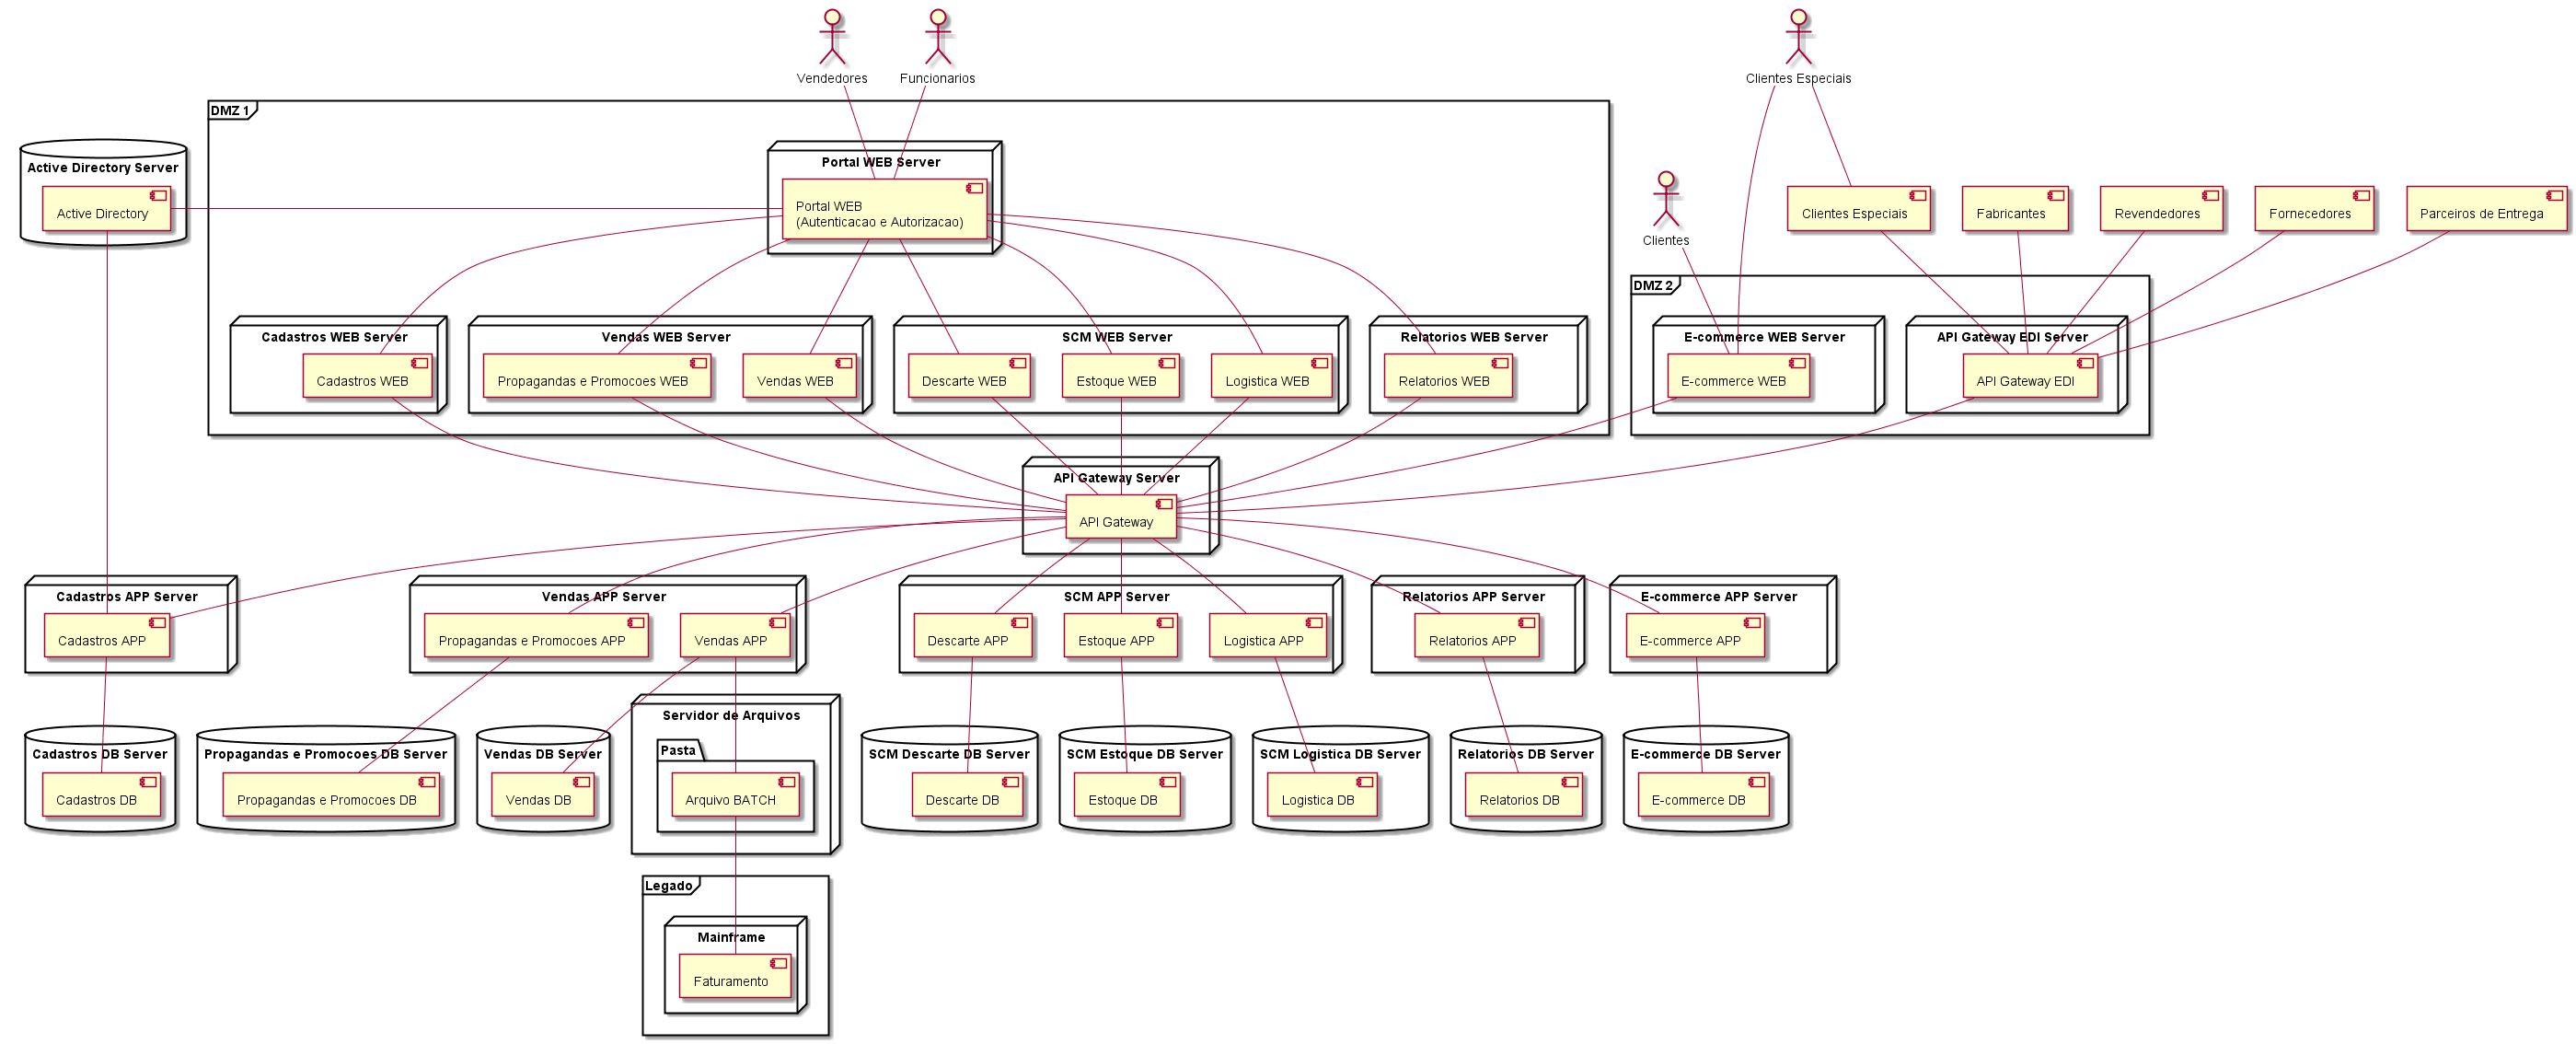 Vendedores
Funcionarios
Clientes Especiais
DMZ 1
Portal WEB Server
Active Directory Server
Active Directory
Portal WEB
(Autenticacao e Autorizacao)
Clientes
Clientes Especiais
Fabricantes
Revendedores
Fornecedores
Parceiros de Entrega
DMZ 2
Cadastros WEB Server
Vendas WEB Server
SCM WEB Server
Relatorios WEB Server
E-commerce WEB Server
API Gateway EDI Server
Cadastros WEB
Propagandas e Promocoes WEB
Vendas WEB
Descarte WEB
Estoque WEB
Logistica WEB
Relatorios WEB
E-commerce WEB
API Gateway EDI
API Gateway Server
API Gateway
Cadastros APP Server
Vendas APP Server
SCM APP Server
Relatorios APP Server
E-commerce APP Server
Cadastros APP
Propagandas e Promocoes APP
Vendas APP
Descarte APP
Estoque APP
Logistica APP
Relatorios APP
E-commerce APP
Servidor de Arquivos
Pasta
Cadastros DB Server
Propagandas e Promocoes DB Server
Vendas DB Server
SCM Descarte DB Server
SCM Estoque DB Server
SCM Logistica DB Server
Relatorios DB Server
E-commerce DB Server
Cadastros DB
Propagandas e Promocoes DB
Vendas DB
Arquivo BATCH
Descarte DB
Estoque DB
Logistica DB
Relatorios DB
E-commerce DB
Legado
Mainframe
Faturamento